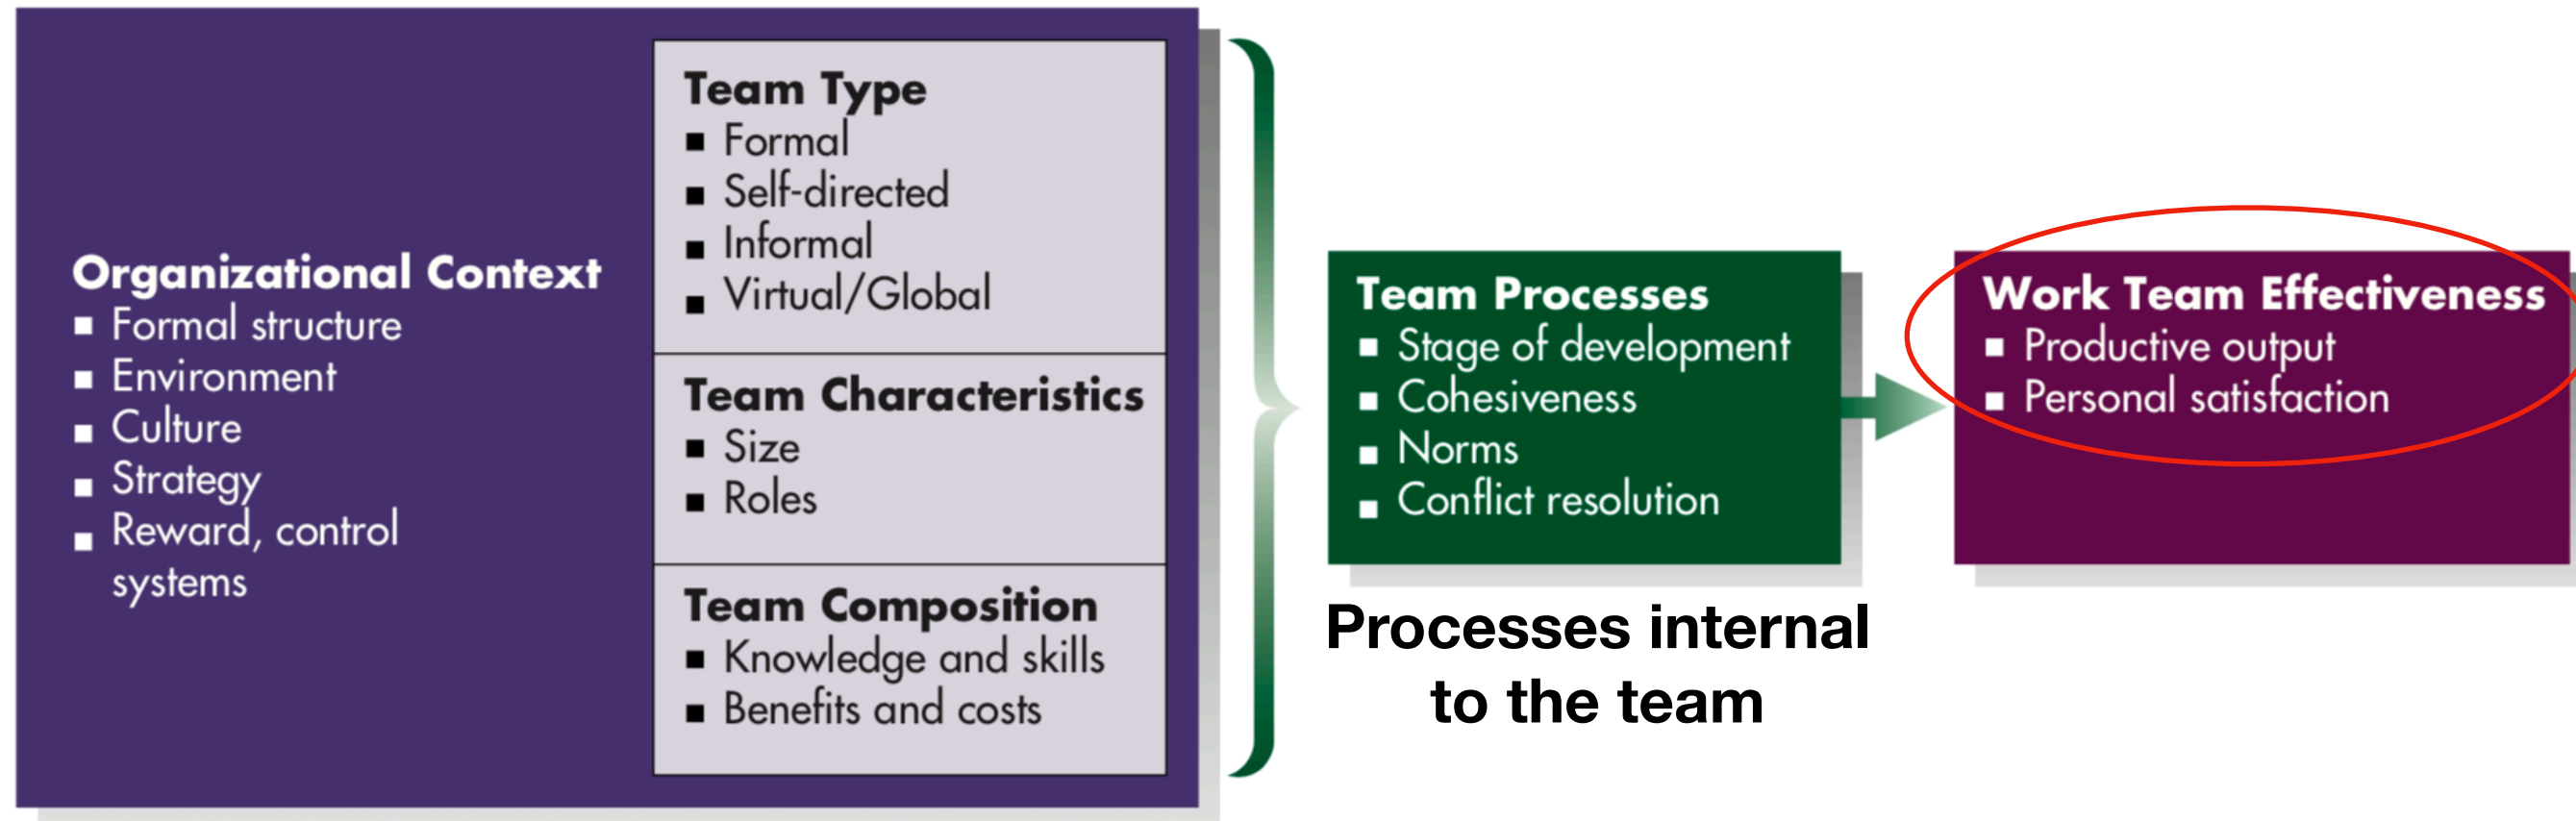 Organizational Context
Formal structure
Environment
Culture
Strategy
Reward, control
systems
Team Type
Formal
Self-directed
Informal
Virtual/Global
Team Characteristics
Size
Roles
Team Composition
Knowledge and skills
Benefits and costs
Team Processes
Stage of development
Cohesiveness
Norms
Conflict resolution
Processes internal
to the team
Work Team Effectiveness
Productive output
Personal satisfaction